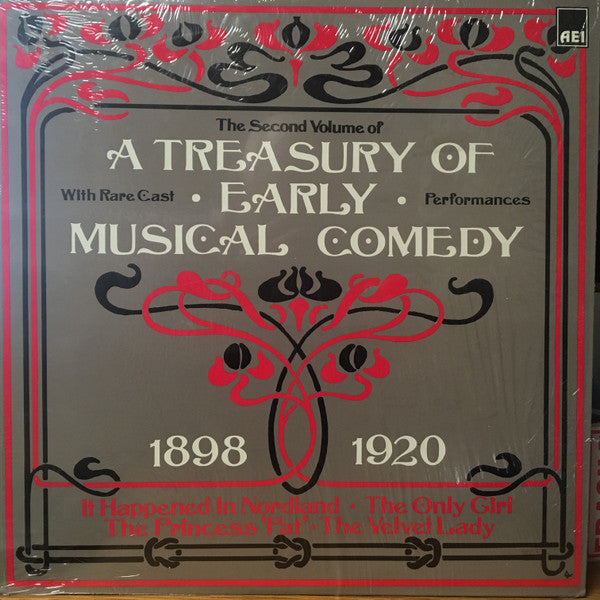 AEI
The Second Volume of
A TREASURY OF
With Rare Cast • EARLY • Performances
MUSICAL COMEDY
1898 1920
It Happened In Nordland • The Only Girl
The Princess 'Pat' • The Velvet Lady